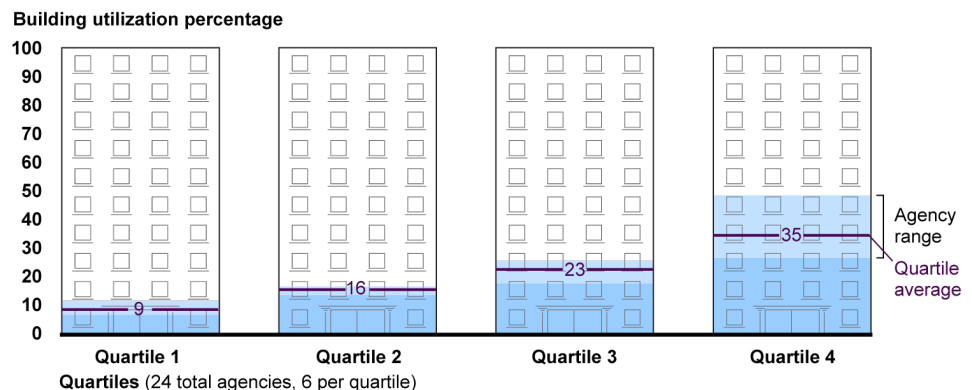 Building utilization percentage
100
90
80
70
60
50
40
30
20
10
0
9
16
23
35
Agency
range
Quartile
average
Quartile 1
Quartile 2
Quartile 3
Quartile 4
Quartiles (24 total agencies, 6 per quartile)